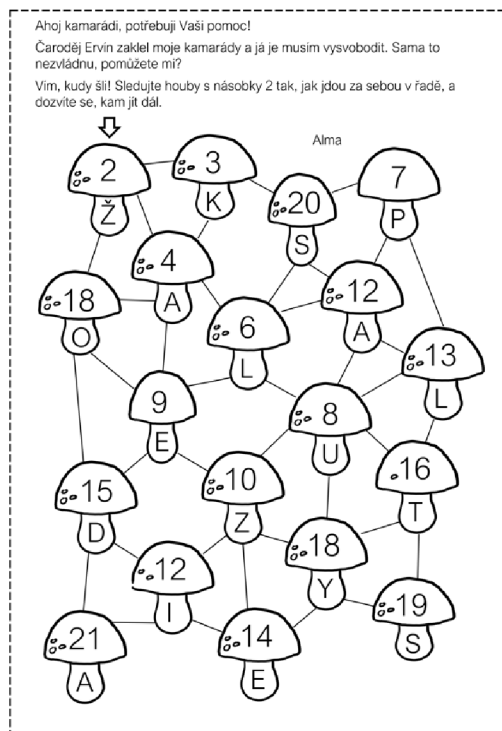 Ahoj kamarádi, potřebuji Vaši pomoc!
Čaroděj Ervín zaklel moje kamarády a já je musím vysvobodit. Sama to
nezvládnu, pomůžete mi?
Vím, kudy šli! Sledujte houby s násobky 2 tak, jak jdou za sebou v řadě, a
dozvíte se, kam jít dál.
Alma
2
Ž
3
K
20
S
7
P
4
A
18
O
6
L
12
A
13
L
9
E
8
U
16
T
15
D
10
Z
12
I
18
Y
19
S
21
A
14
E